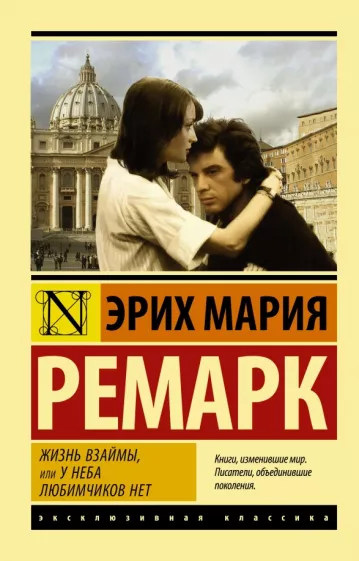 N
ЭРИХ МАРИЯ
РЕМАРК
ЖИЗНЬ ВЗАЙМЫ,
ИЛИ У НЕБА
ЛЮБИМЧИКОВ НЕТ
Книги, изменившие мир.
Писатели, объединившие
поколения.
эксклюзивная классика